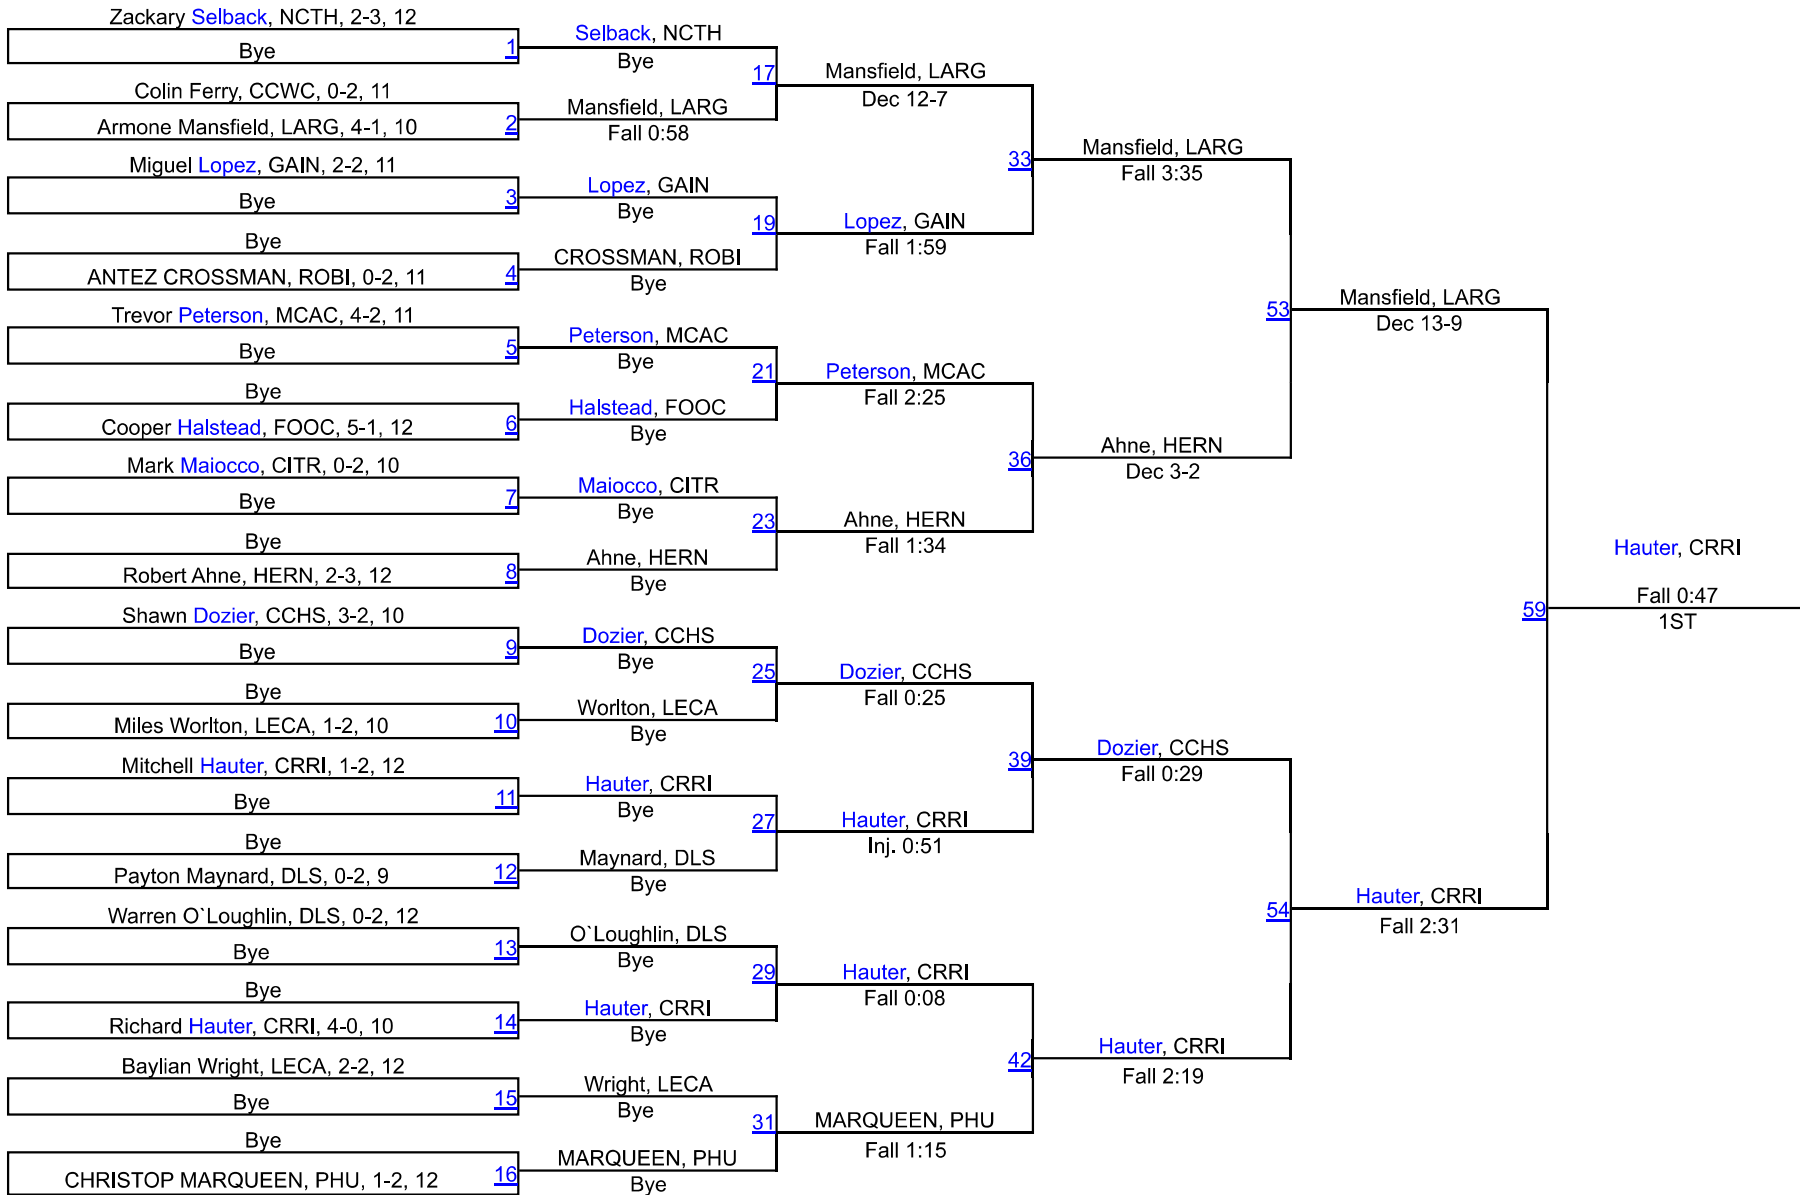 Zackary Selback, NCTH, 2-3, 12
Bye
1
Colin Ferry, CCWC, 0-2, 11
Armone Mansfield, LARG, 4-1, 10
2
Miguel Lopez, GAIN, 2-2, 11
Bye
3
Bye
ANTEZ CROSSMAN, ROBI, 0-2, 11
4
Trevor Peterson, MCAC, 4-2, 11
Bye
5
Bye
Cooper Halstead, FOOC, 5-1, 12
6
Mark Maiocco, CITR, 0-2, 10
Bye
7
Bye
Robert Ahne, HERN, 2-3, 12
8
Shawn Dozier, CCHS, 3-2, 10
Bye
9
Bye
Miles Worlton, LECA, 1-2, 10
10
Mitchell Hauter, CRRI, 1-2, 12
Bye
11
Bye
Payton Maynard, DLS, 0-2, 9
12
Warren O`Loughlin, DLS, 0-2, 12
Bye
13
Bye
Richard Hauter, CRRI, 4-0, 10
14
Baylian Wright, LECA, 2-2, 12
Bye
15
Bye
CHRISTOP MARQUEEN, PHU, 1-2, 12
16
Selback, NCTH
Bye
17
Mansfield, LARG
Fall 0:58
Lopez, GAIN
Bye
19
CROSSMAN, ROBI
Bye
Peterson, MCAC
Bye
21
Halstead, FOOC
Bye
Maiocco, CITR
Bye
23
Ahne, HERN
Bye
Dozier, CCHS
Bye
25
Worlton, LECA
Bye
Hauter, CRRI
Bye
27
Maynard, DLS
Bye
O`Loughlin, DLS
Bye
29
Hauter, CRRI
Bye
Wright, LECA
Bye
31
MARQUEEN, PHU
Bye
Mansfield, LARG
Dec 12-7
33
Lopez, GAIN
Fall 1:59
Peterson, MCAC
Fall 2:25
36
Ahne, HERN
Fall 1:34
Dozier, CCHS
Fall 0:25
39
Hauter, CRRI
Inj. 0:51
Hauter, CRRI
Fall 0:08
42
MARQUEEN, PHU
Fall 1:15
Mansfield, LARG
Fall 3:35
53
Ahne, HERN
Dec 3-2
Dozier, CCHS
Fall 0:29
54
Hauter, CRRI
Fall 2:19
Mansfield, LARG
Dec 13-9
59
Hauter, CRRI
Fall 2:31
Hauter, CRRI
Fall 0:47
1ST